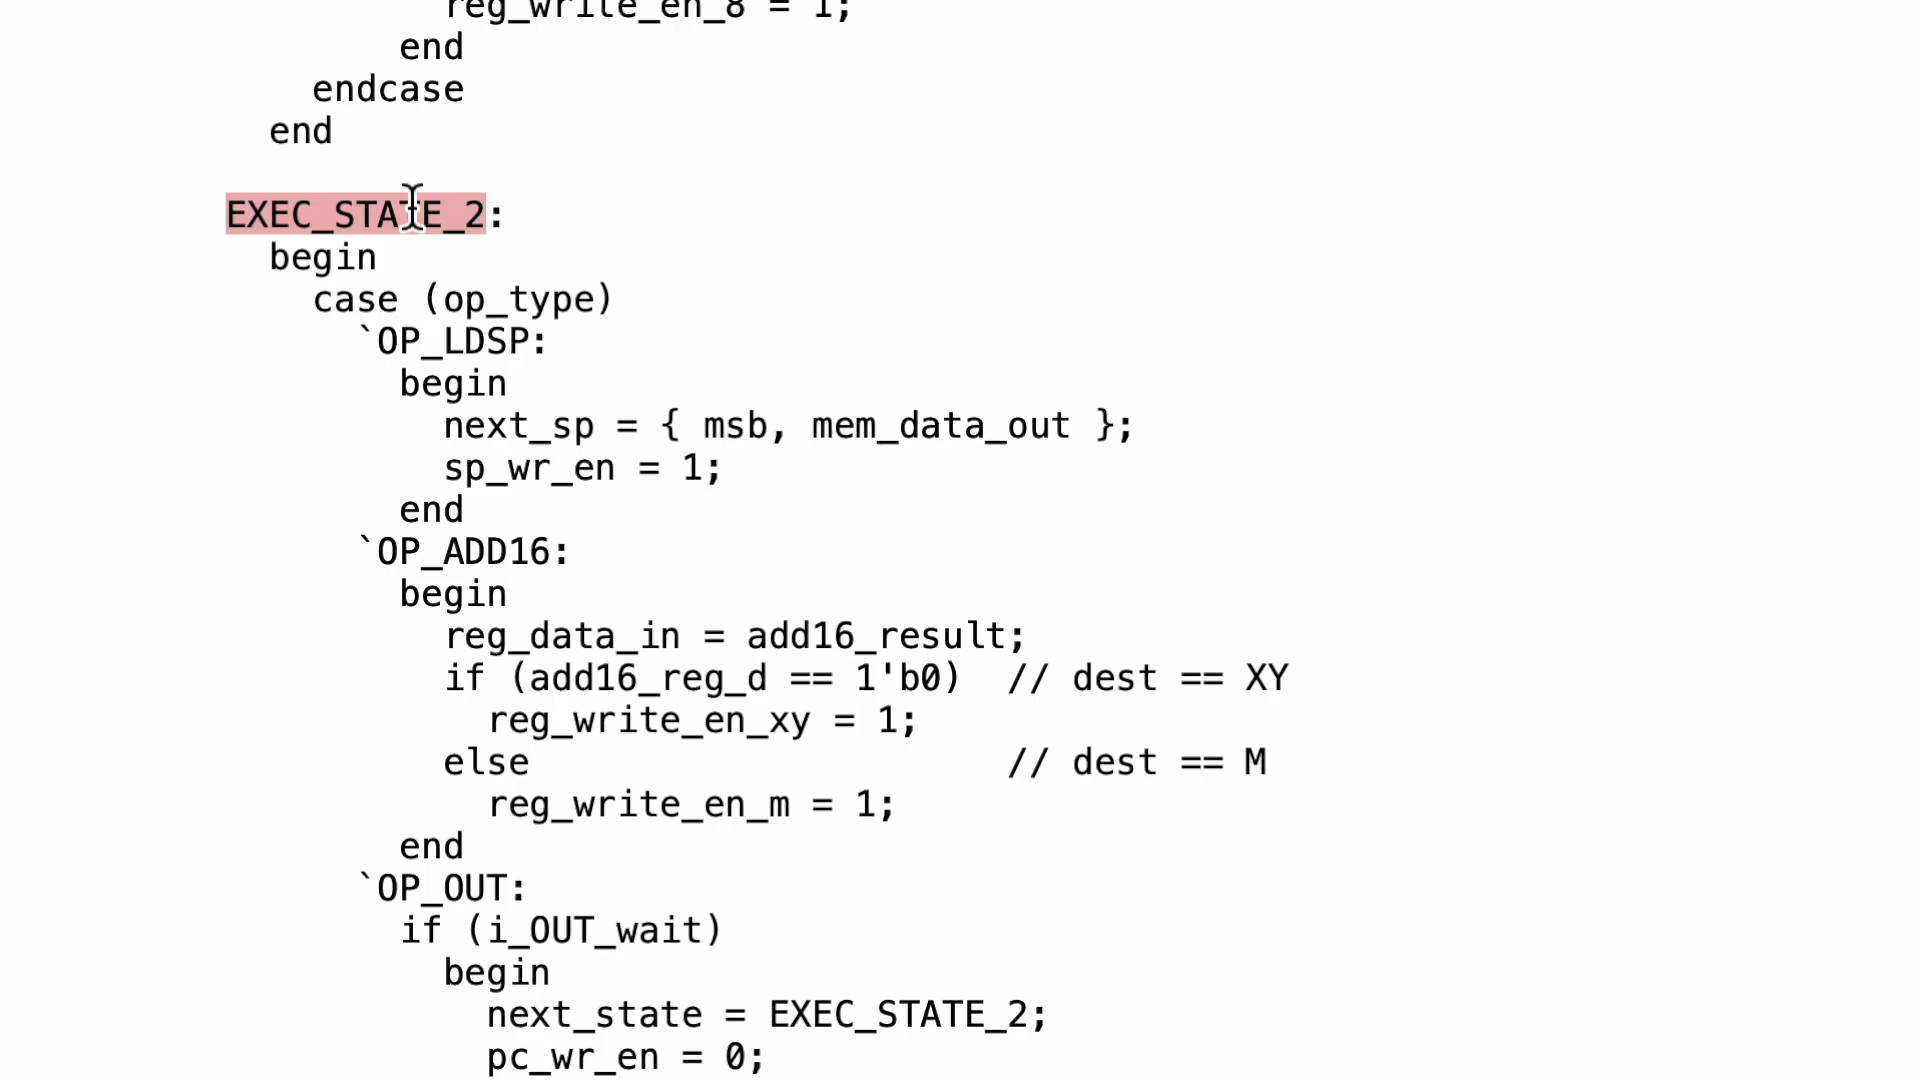 reg_write_en_8 = 1;
end
endcase
end
EXEC_STATE_2:
begin
case (op_type)
`OP_LDSP:
begin
next_sp = { msb, mem_data_out };
sp_wr_en = 1;
end
`OP_ADD16:
begin
reg_data_in = add16_result;
if (add16_reg_d == 1'b0)  // dest == XY
reg_write_en_xy = 1;
else                      // dest == M
reg_write_en_m = 1;
end
`OP_OUT:
if (i_OUT_wait)
begin
next_state = EXEC_STATE_2;
pc_wr_en = 0;